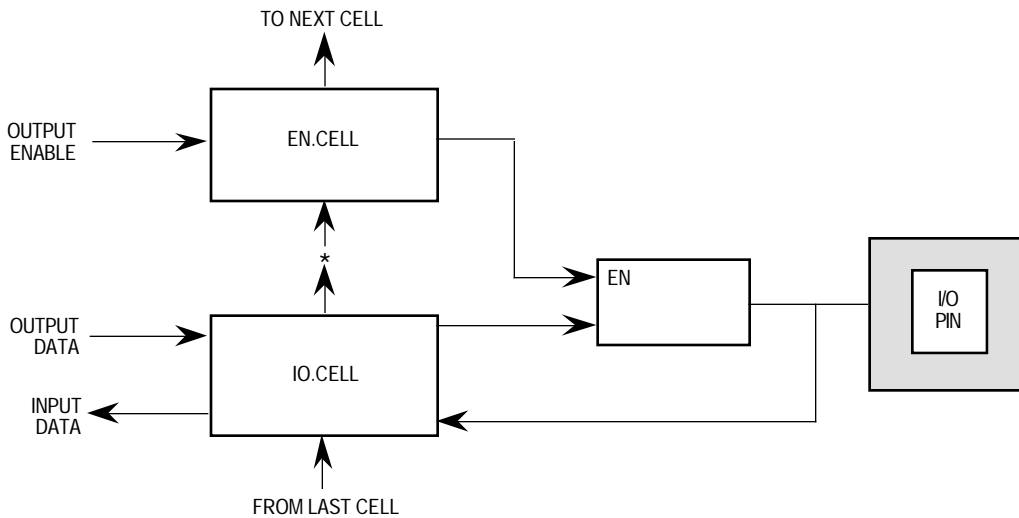 TO NEXT CELL
OUTPUT
ENABLE
EN.CELL
*
EN
I/O
PIN
OUTPUT
DATA
IO.CELL
INPUT
DATA
FROM LAST CELL